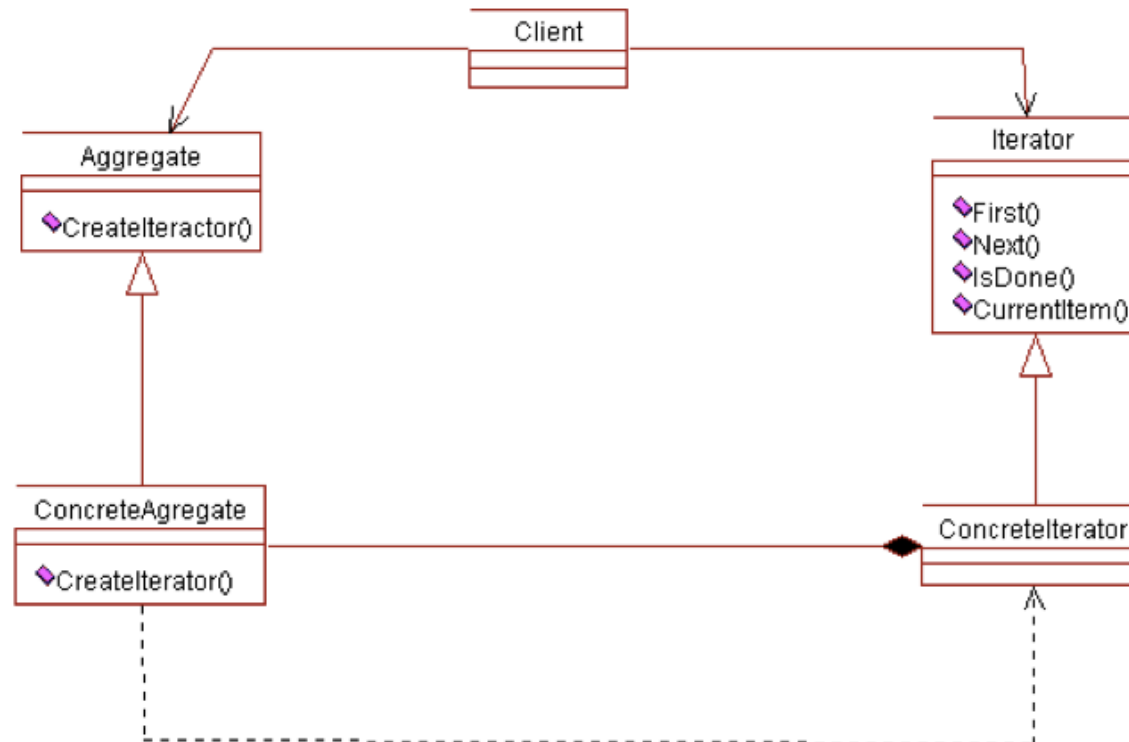 Client
Aggregate
CreateIteractor()
Iterator
First()
Next()
IsDone()
CurrentItem()
ConcreteAgregate
CreateIterator()
ConcreteIterator